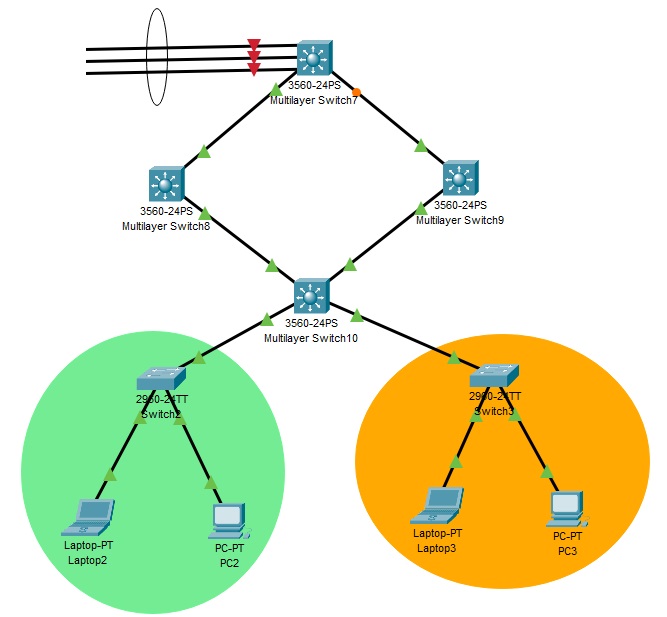 3560-24PS
Multilayer Switch7
3560-24PS
Multilayer Switch8
3560-24PS
Multilayer Switch9
3560-24PS
Multilayer Switch10
2960-24TT
Switch2
2960-24TT
Switch3
Laptop-PT
Laptop2
PC-PT
PC2
Laptop-PT
Laptop3
PC-PT
PC3